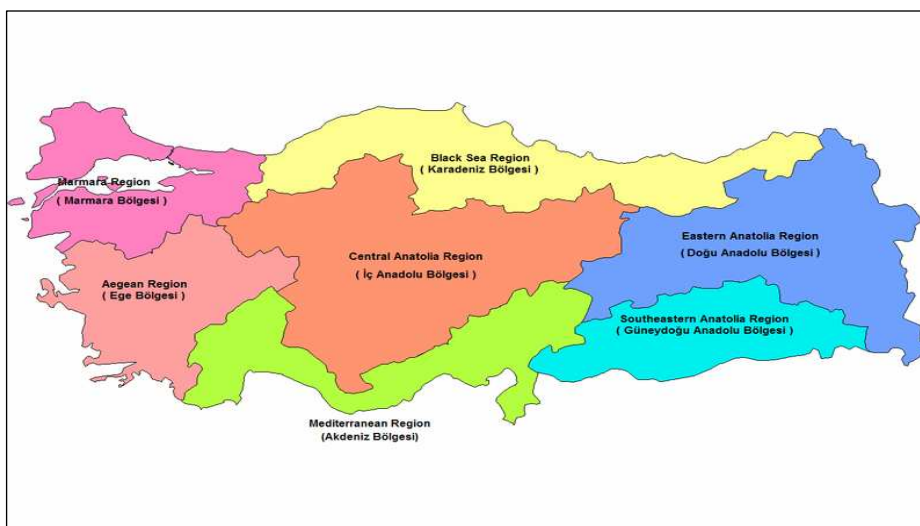 Black Sea Region
( Karadeniz Bölgesi )
Marmara Region
( Marmara Bölgesi )
Eastern Anatolia Region
( Doğu Anadolu Bölgesi )
Central Anatolia Region
( İç Anadolu Bölgesi )
Aegean Region
( Ege Bölgesi )
Southeastern Anatolia Region
( Güneydoğu Anadolu Bölgesi )
Mediterranean Region
(Akdeniz Bölgesi)